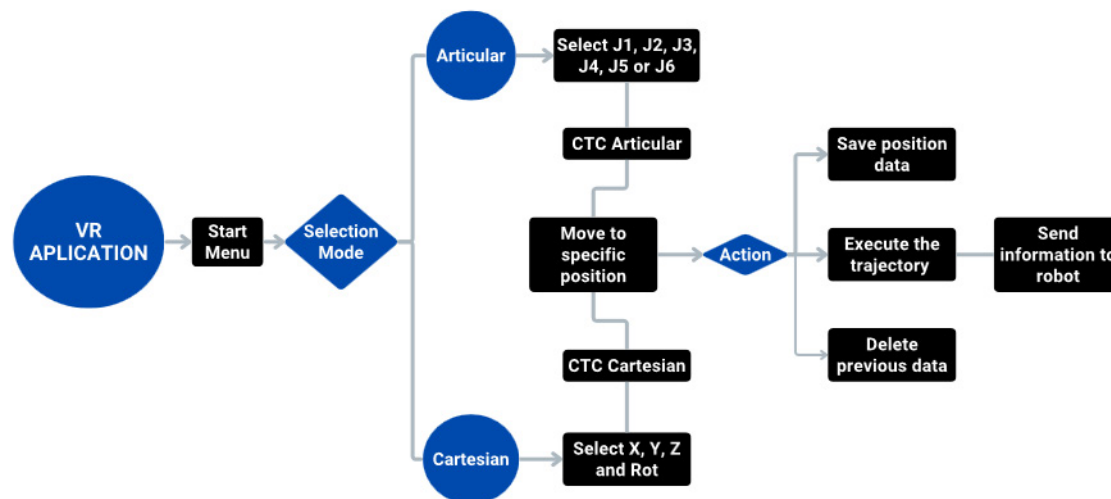 VR
APLICATION
Start
Menu
Selection
Mode
Articular
Select J1, J2, J3,
J4, J5 or J6
CTC Articular
Move to
specific
position
CTC Cartesian
Cartesian
Select X, Y, Z
and Rot
Action
Save position
data
Execute the
trajectory
Send
information to
robot
Delete
previous data